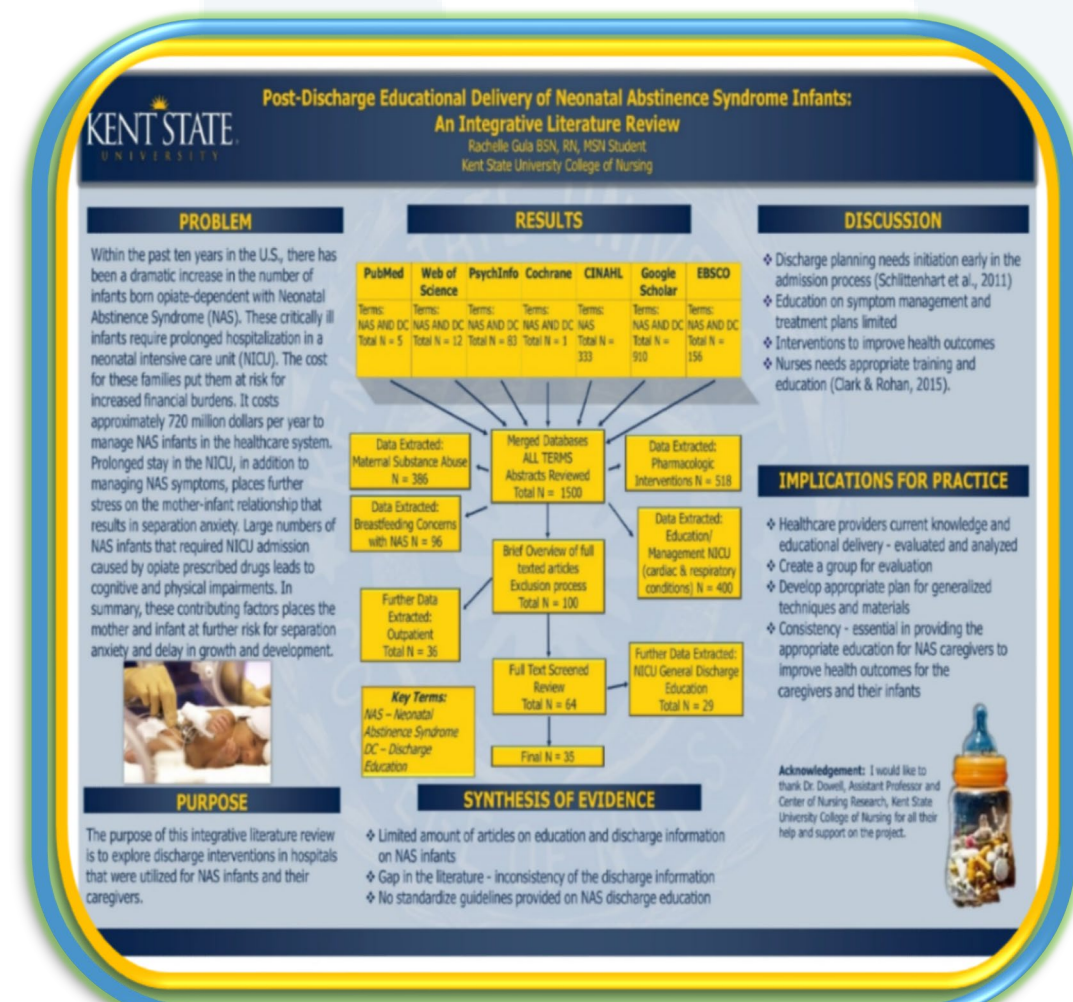 KENT STATE
UNIVERSITY
Post-Discharge Educational Delivery of Neonatal Abstinence Syndrome Infants:
An Integrative Literature Review
Rachelle Gula BSN, RN, MSN Student
Kent State University College of Nursing
PROBLEM
Within the past ten years in the U.S., there has
been a dramatic increase in the number of
infants born opiate-dependent with Neonatal
Abstinence Syndrome (NAS). These critically ill
infants require prolonged hospitalization in a
neonatal intensive care unit (NICU). The cost
for these families put them at risk for
increased financial burdens. It costs
approximately 720 million dollars per year to
manage NAS infants in the healthcare system.
Prolonged stay in the NICU, in addition to
managing NAS symptoms, places further
stress on the mother-infant relationship that
results in separation anxiety. Large numbers of
NAS infants that required NICU admission
caused by opiate prescribed drugs leads to
cognitive and physical impairments. In
summary, these contributing factors places the
mother and infant at further risk for separation
anxiety and delay in growth and development.
PURPOSE
The purpose of this integrative literature review
is to explore discharge interventions in hospitals
that were utilized for NAS infants and their
caregivers.
RESULTS
PubMed
Terms:
NAS AND DC
Total N = 5
Web of
Science
Terms:
NAS AND DC
Total N = 12
PsychInfo
Terms:
NAS AND DC
Total N = 83
Cochrane
Terms:
NAS AND DC
Total N = 1
CINAHL
Terms:
NAS
Total N =
333
Google
Scholar
Terms:
NAS AND DC
Total N =
910
EBSCO
Terms:
NAS AND DC
Total N =
156
Merged Databases
ALL TERMS
Abstracts Reviewed
Total N = 1500
Data Extracted:
Maternal Substance Abuse
N = 386
Data Extracted:
Pharmacologic
Interventions N = 518
Data Extracted:
Breastfeeding Concerns
with NAS N = 96
Data Extracted:
Education/
Management NICU
(cardiac & respiratory
conditions) N = 400
Brief Overview of full
texted articles
Exclusion process
Total N = 100
Further Data
Extracted:
Outpatient
Total N = 36
Full Text Screened
Review
Total N = 64
Further Data Extracted:
NICU General Discharge
Education
Total N = 29
Key Terms:
NAS – Neonatal
Abstinence Syndrome
DC – Discharge
Education
Final N = 35
SYNTHESIS OF EVIDENCE
❖ Limited amount of articles on education and discharge information
on NAS infants
❖ Gap in the literature - inconsistency of the discharge information
❖ No standardize guidelines provided on NAS discharge education
DISCUSSION
❖ Discharge planning needs initiation early in the
admission process (Schlittenhart et al., 2011)
❖ Education on symptom management and
treatment plans limited
❖ Interventions to improve health outcomes
❖ Nurses needs appropriate training and
education (Clark & Rohan, 2015).
IMPLICATIONS FOR PRACTICE
❖ Healthcare providers current knowledge and
educational delivery - evaluated and analyzed
❖ Create a group for evaluation
❖ Develop appropriate plan for generalized
techniques and materials
❖ Consistency - essential in providing the
appropriate education for NAS caregivers to
improve health outcomes for the
caregivers and their infants
Acknowledgement: I would like to
thank Dr. Dowell, Assistant Professor and
Center of Nursing Research, Kent State
University College of Nursing for all their
help and support on the project.